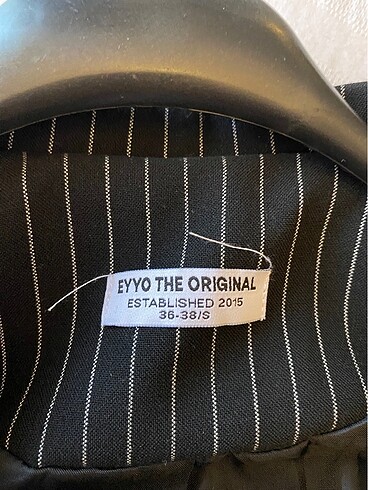 EYYO THE ORIGINAL
ESTABLISHED 2015
36-38/S